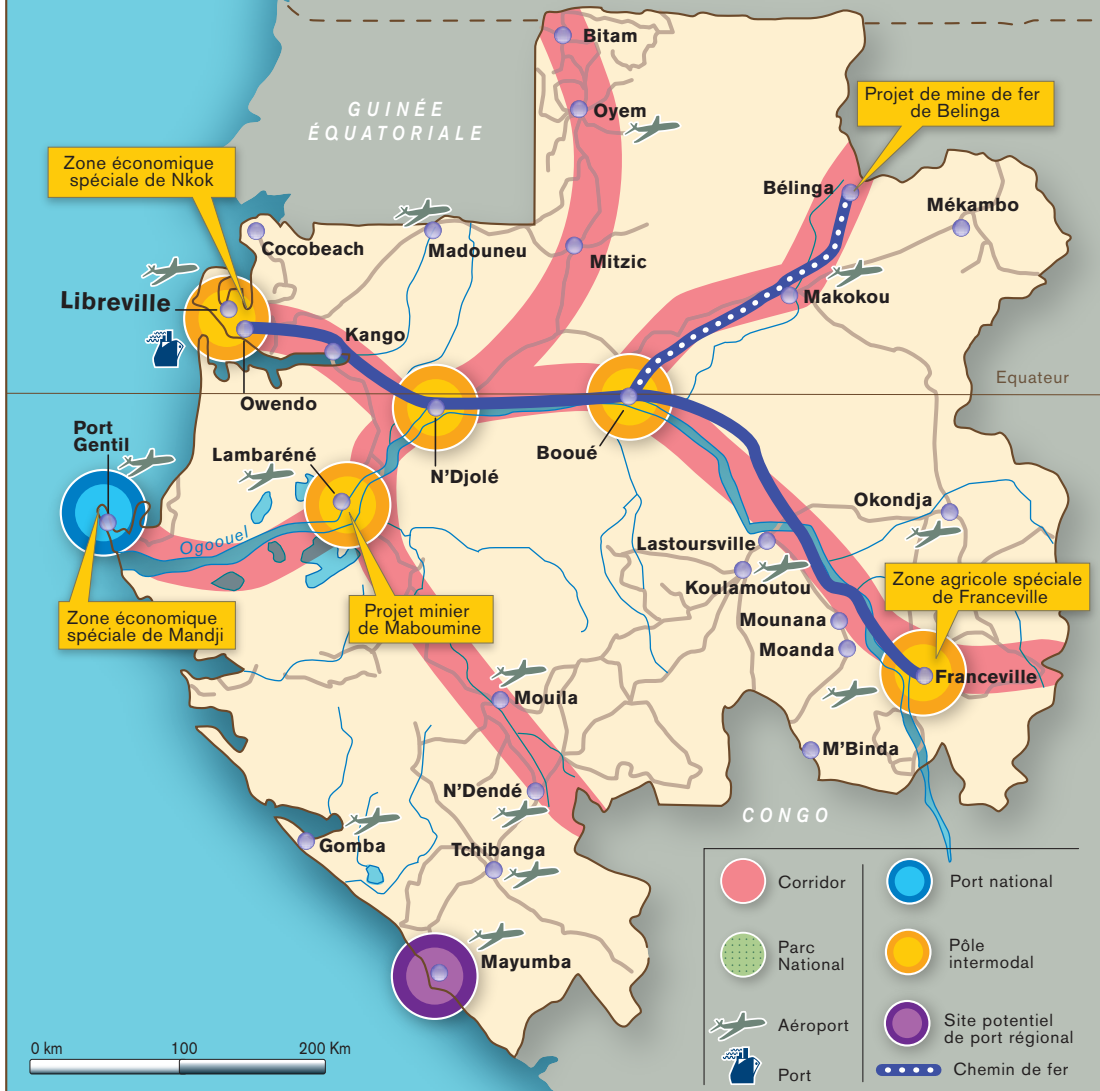 Bitam
GUINÉE
ÉQUATORIALE
Oyem
Projet de mine de fer
de Belinga
Zone économique
spéciale de Nkok
Bélinga
Mékambo
Cocobeach
Madouneu
Mitzic
Libreville
Makokou
Kango
Equateur
Owendo
Port
Gentil
Lambaréné
N'Djolé
Booué
Okondja
Ogoouel
Lastoursville
Koulamoutou
Zone agricole spéciale
de Franceville
Zone économique
spéciale de Mandji
Projet minier
de Maboumine
Mounana
Moanda
Franceville
Mouila
M'Binda
N'Dendé
CONGO
Gomba
Tchibanga
Mayumba
Corridor
Port national
Parc
National
Pôle
intermodal
Aéroport
Site potentiel
de port régional
Port
Chemin de fer
0 km
100
200 Km